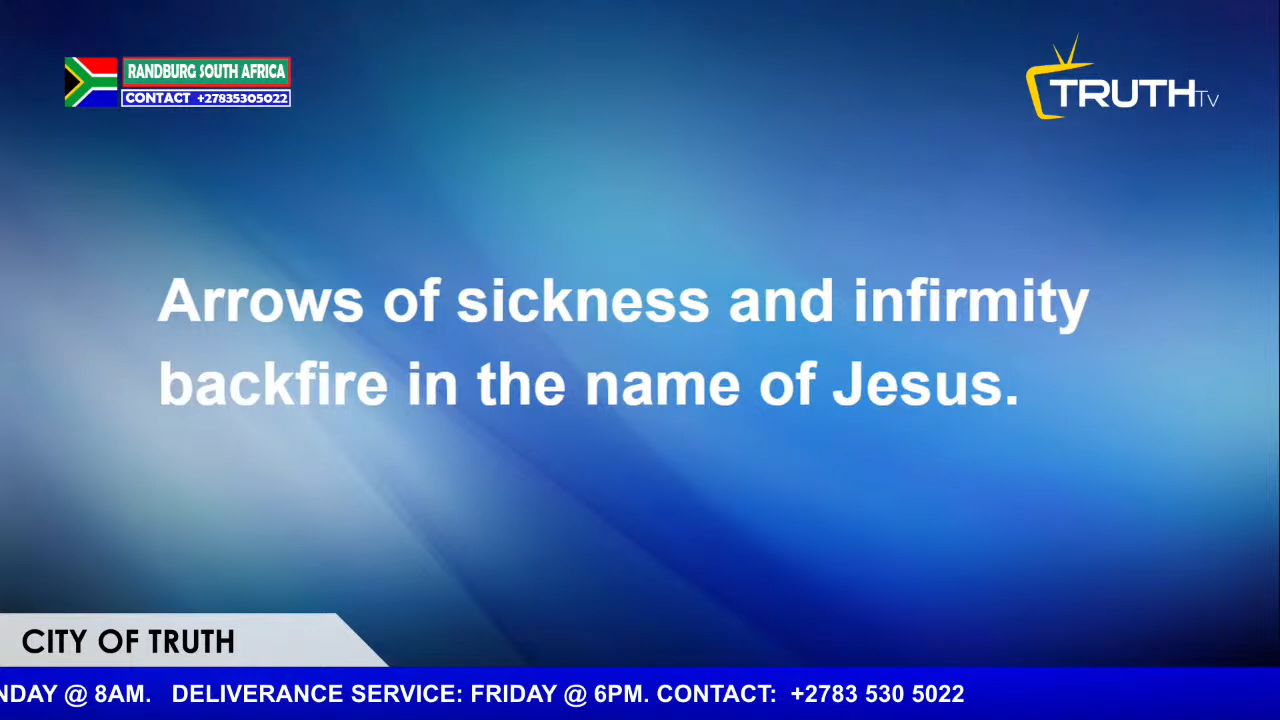 RANDBURG SOUTH AFRICA
CONTACT +27835305022
TRUTH TV
Arrows of sickness and infirmity
backfire in the name of Jesus.
CITY OF TRUTH
NDAY @ 8AM. DELIVERANCE SERVICE: FRIDAY @ 6PM. CONTACT: +2783 530 5022